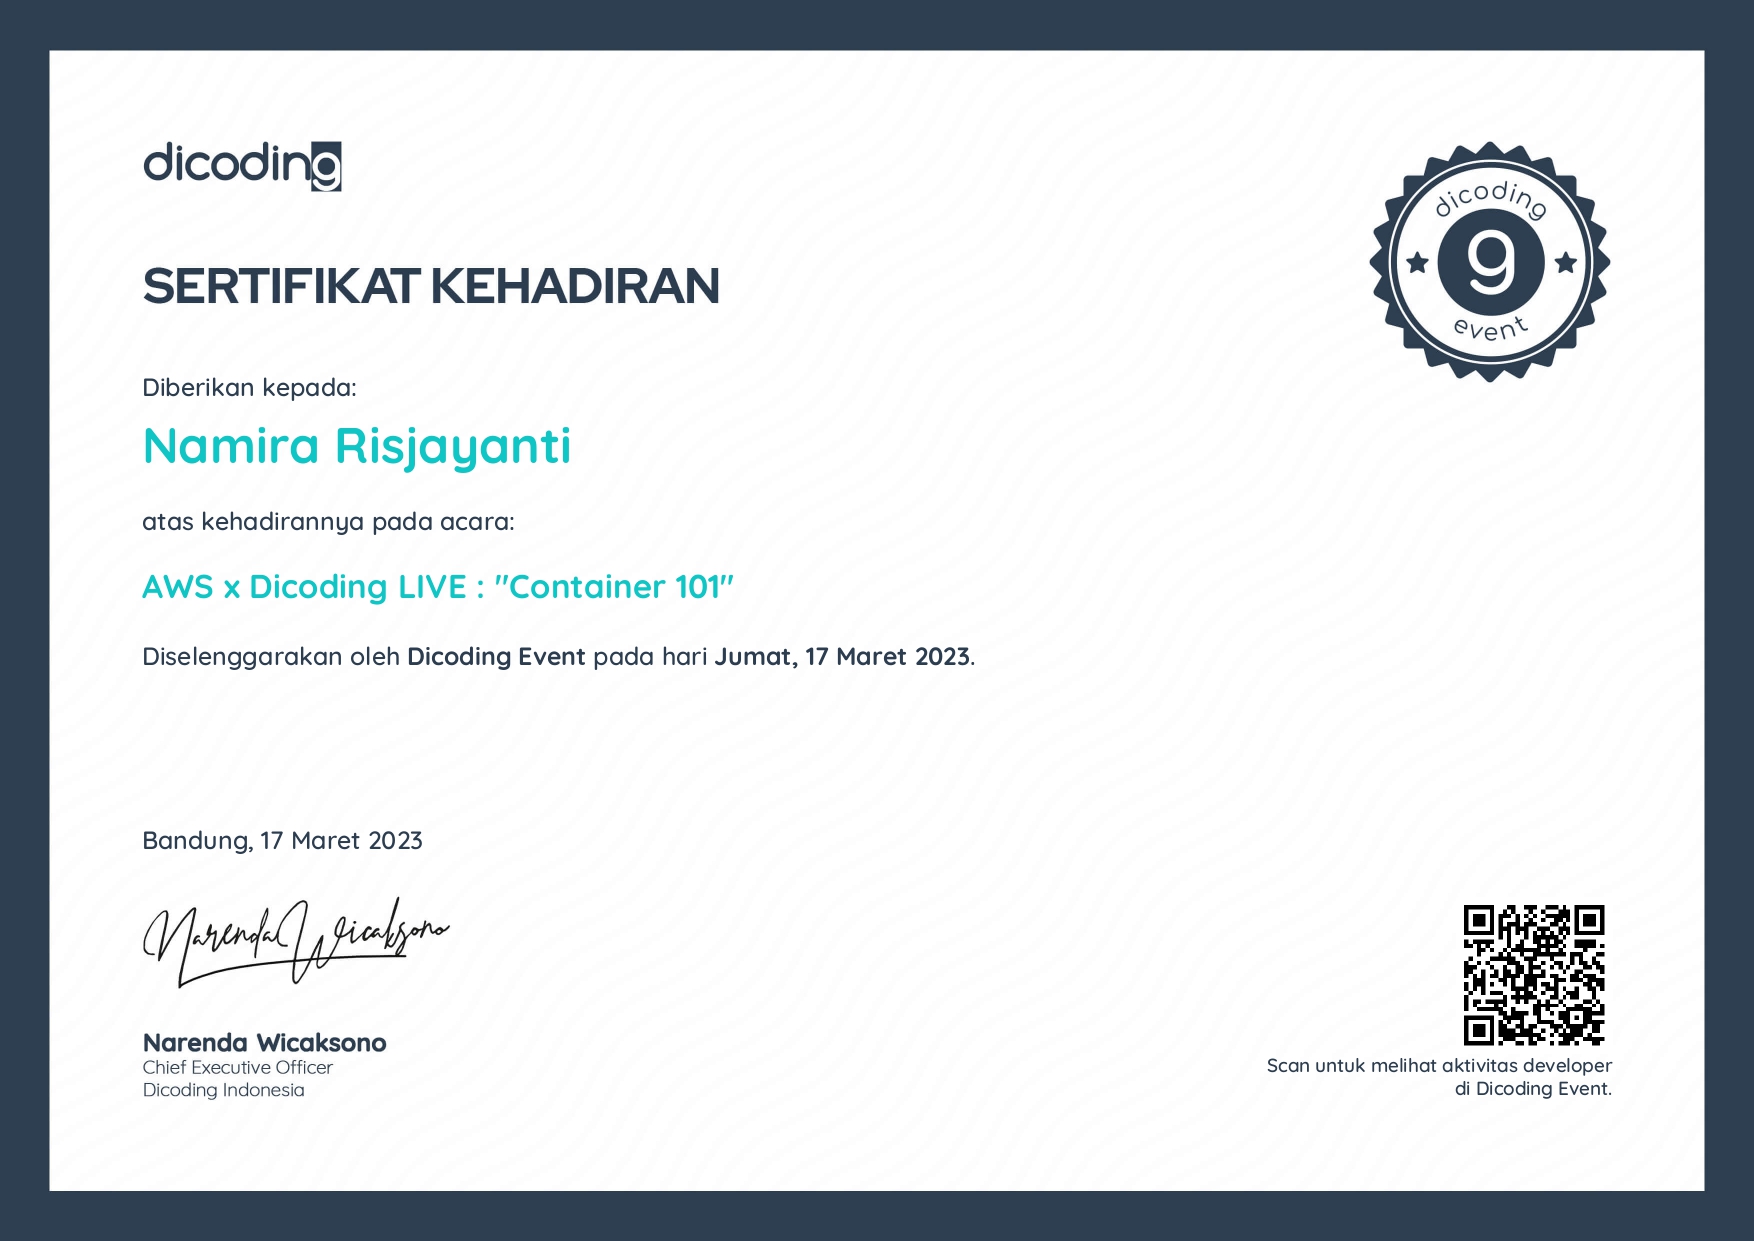 dicoding
dicoding
g
event
SERTIFIKAT KEHADIRAN
Diberikan kepada:
Namira Risjayanti
atas kehadirannya pada acara:
AWS x Dicoding LIVE : "Container 101"
Diselenggarakan oleh Dicoding Event pada hari Jumat, 17 Maret 2023.
Bandung, 17 Maret 2023
Narenda Wicaksono
Narenda Wicaksono
Chief Executive Officer
Dicoding Indonesia
Scan untuk melihat aktivitas developer
di Dicoding Event.